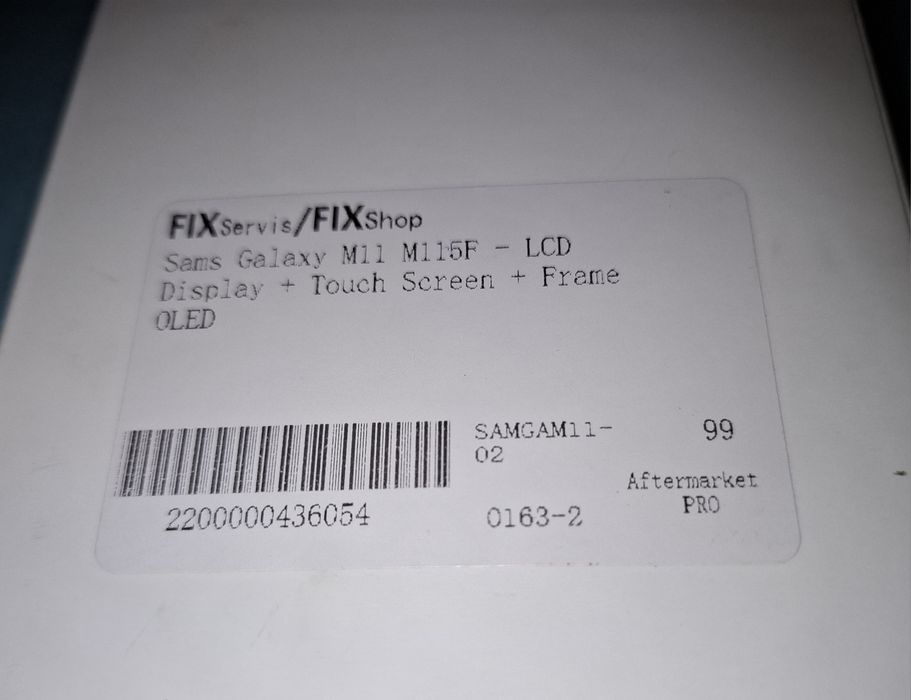 FIXServis/FIXShop
Sams Galaxy M11 M115F - LCD
Display + Touch Screen + Frame
OLED
SAMGAM11-
02
99
Aftermarket
PRO
2200000436054
0163-2